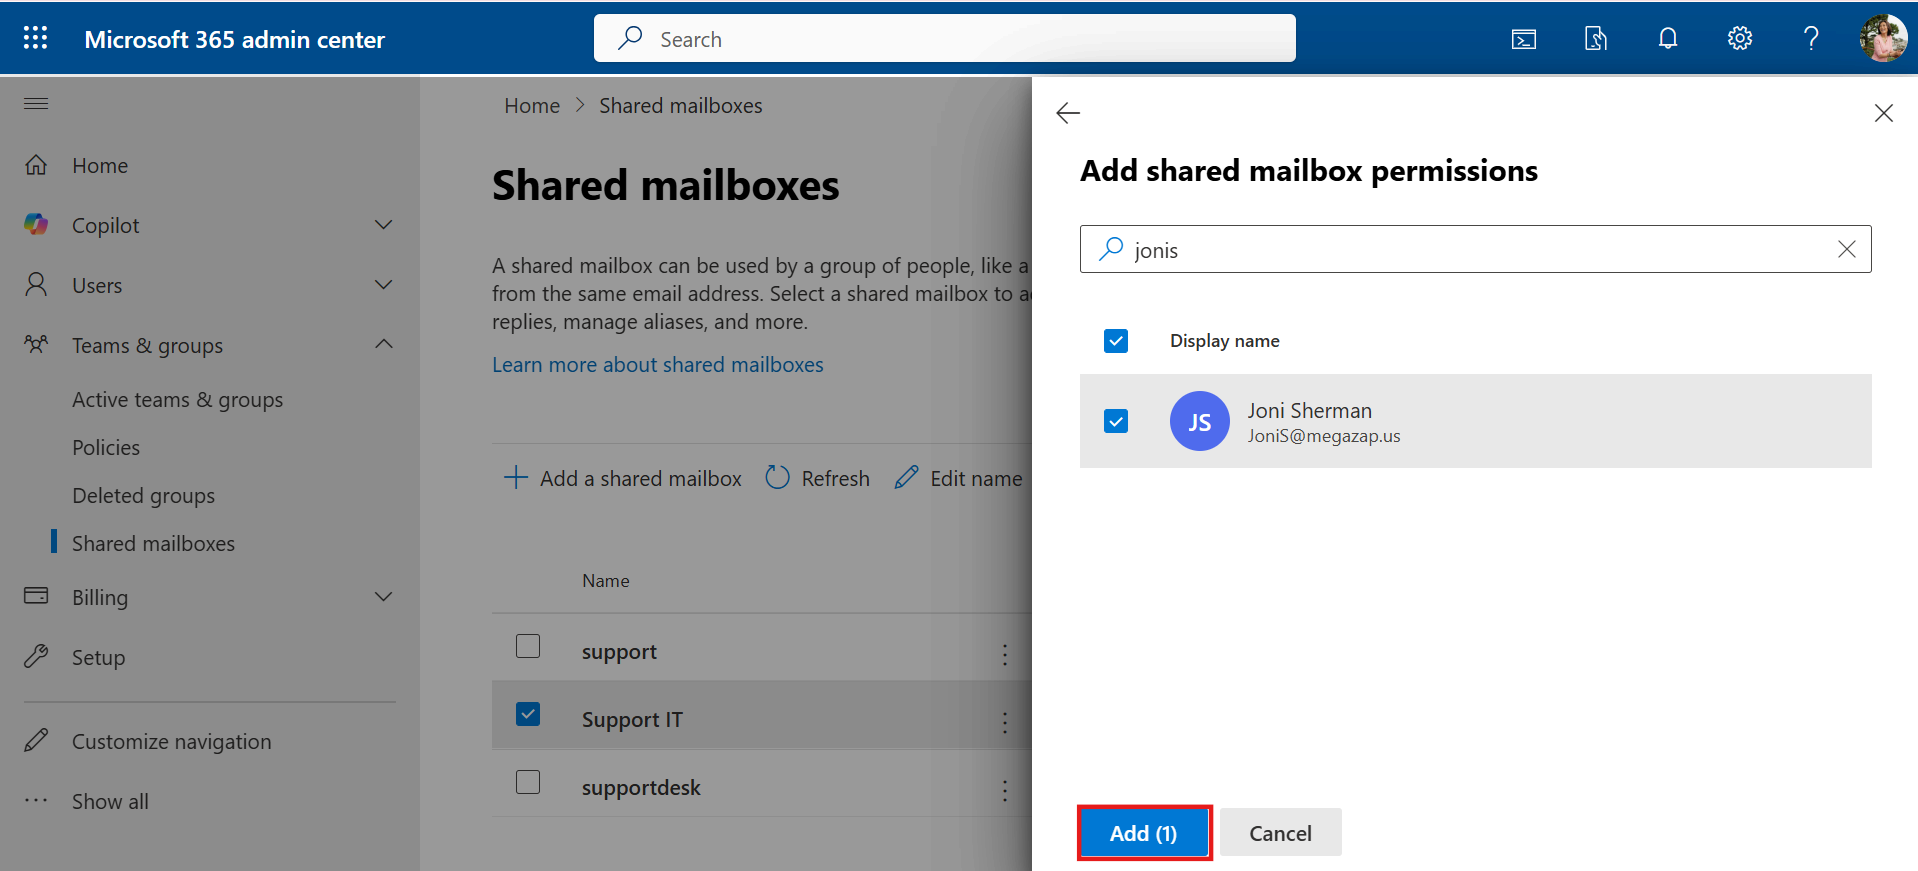 Microsoft 365 admin center
Search
Home
Copilot
Users
Teams & groups
Active teams & groups
Policies
Deleted groups
Shared mailboxes
Billing
Setup
Customize navigation
Show all
Home > Shared mailboxes
Shared mailboxes
A shared mailbox can be used by a group of people, like a
from the same email address. Select a shared mailbox to
replies, manage aliases, and more.
Learn more about shared mailboxes
Add a shared mailbox
Refresh
Edit name
Name
support
Support IT
supportdesk
Add shared mailbox permissions
jonis
Display name
JS
Joni Sherman
JoniS@megazap.us
Add (1)
Cancel